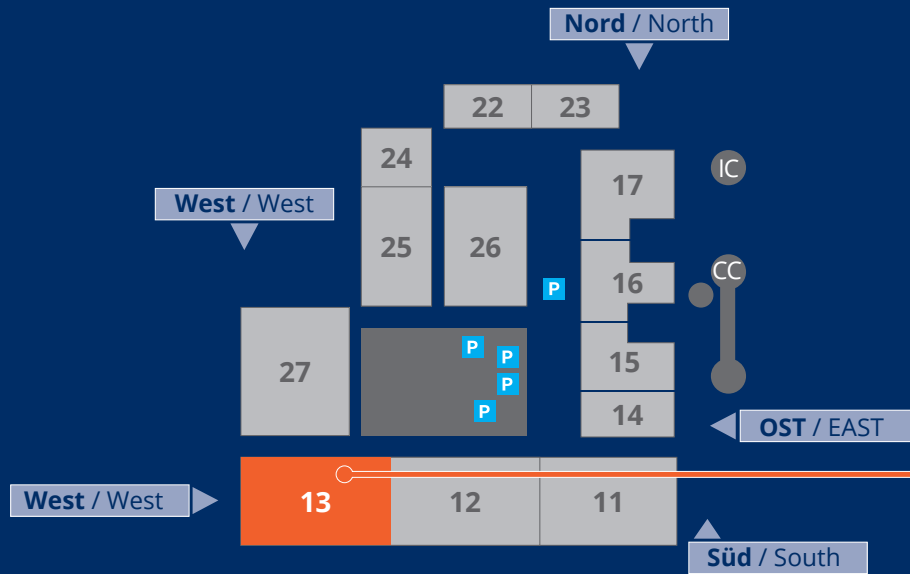 Nord / North
22
23
24
17
IC
West / West
25
26
CC
16
P
P
P
27
15
P
P
14
OST / EAST
West / West
13
12
11
Süd / South